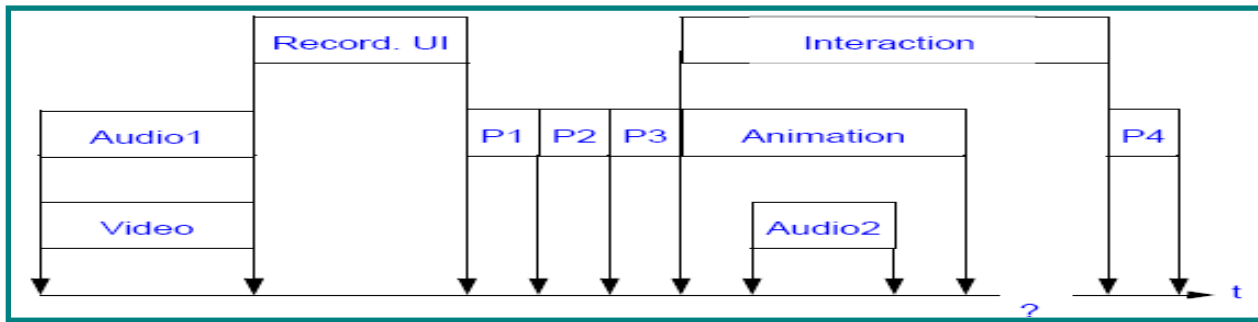 Record. UI Interaction
Audio1 P1 P2 P3 Animation P4
Video Audio2
t
?